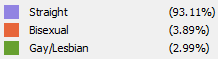 Straight (93.11%)
Bisexual (3.89%)
Gay/Lesbian (2.99%)